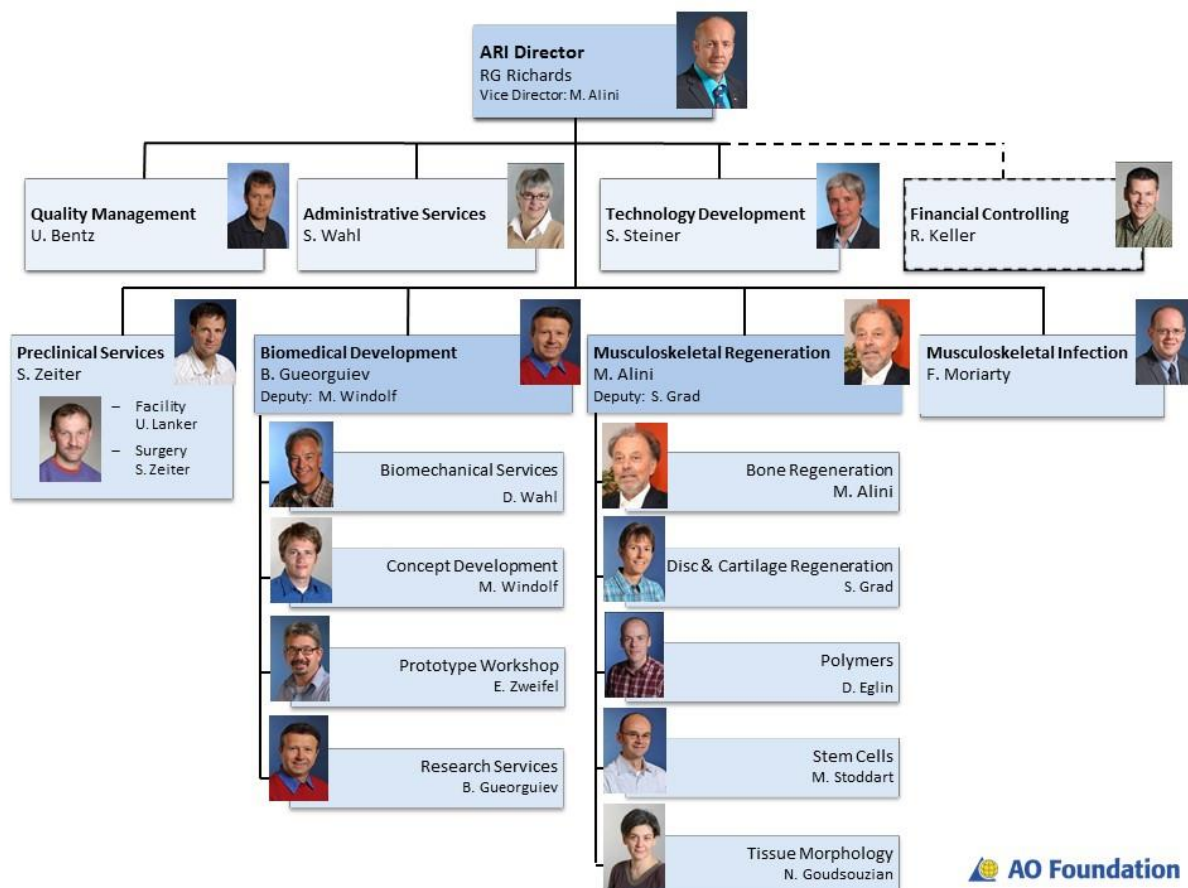 ARI Director
RG Richards
Vice Director: M. Alini
Quality Management
U. Bentz
Administrative Services
S. Wahl
Technology Development
S. Steiner
Financial Controlling
R. Keller
Preclinical Services
S. Zeiter
– Facility
U. Lanker
– Surgery
S. Zeiter
Biomedical Development
B. Gueorguiev
Deputy: M. Windolf
Biomechanical Services
D. Wahl
Concept Development
M. Windolf
Prototype Workshop
E. Zweifel
Research Services
B. Gueorguiev
Musculoskeletal Regeneration
M. Alini
Deputy: S. Grad
Bone Regeneration
M. Alini
Disc & Cartilage Regeneration
S. Grad
Polymers
D. Eglin
Stem Cells
M. Stoddart
Tissue Morphology
N. Goudsouzian
Musculoskeletal Infection
F. Moriarty
AO Foundation